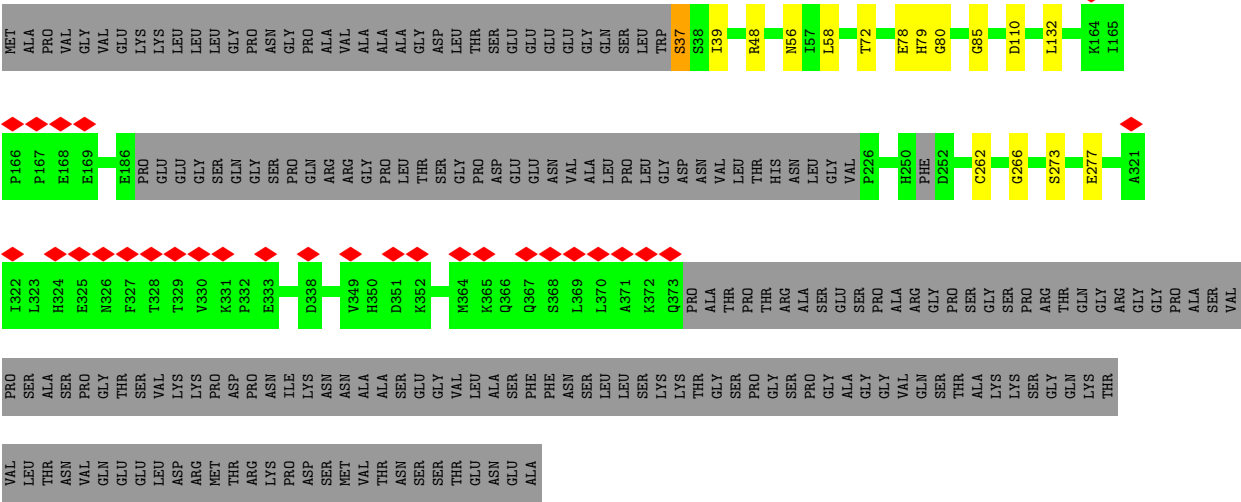 MET ALA PRO VAL GLY VAL GLU LYS LYS LEU LEU LEU GLY PRO ASN GLY PRO ALA VAL ALA ALA ALA GLY ASP LEU THR SER GLU GLU GLU GLU GLY GLN SER LEU TRP S37 S38 I39 R48 N56 I57 L58 T72 E78 H79 G80 G85 D110 L132 K164 I165
P166 P167 E168 E169 E186 PRO GLU GLU GLY SER GLN GLY SER PRO GLN ARG ARG GLY PRO LEU THR SER GLY PRO ASP GLU GLU ASN VAL ALA LEU PRO LEU GLY ASP ASN VAL LEU THR HIS ASN LEU GLY VAL P226 H250 PHE D252 C262 G266 S273 E277 A321
I322 L323 H324 E325 N326 F327 T328 T329 V330 K331 P332 E333 D338 V349 H350 D351 K352 M364 K365 Q366 Q367 S368 L369 L370 A371 K372 Q373 PRO ALA THR PRO THR ARG ALA SER GLU SER PRO ALA ARG GLY PRO SER GLY SER PRO ARG THR GLN GLY ARG GLY GLY PRO ALA SER VAL
PRO SER ALA SER PRO GLY THR SER VAL LYS LYS PRO ASP PRO ASN ILE LYS ASN ASN ALA ALA SER GLU GLY VAL LEU ALA SER PHE PHE ASN SER LEU LEU SER LYS LYS THR GLY SER PRO GLY SER PRO GLY ALA GLY GLY VAL GLN SER THR ALA LYS LYS SER GLY GLN LYS THR
VAL LEU THR ASN VAL GLN GLU GLU LEU ASP ARG MET THR ARG LYS PRO ASP SER MET VAL THR ASN SER SER THR GLU ASN GLU ALA